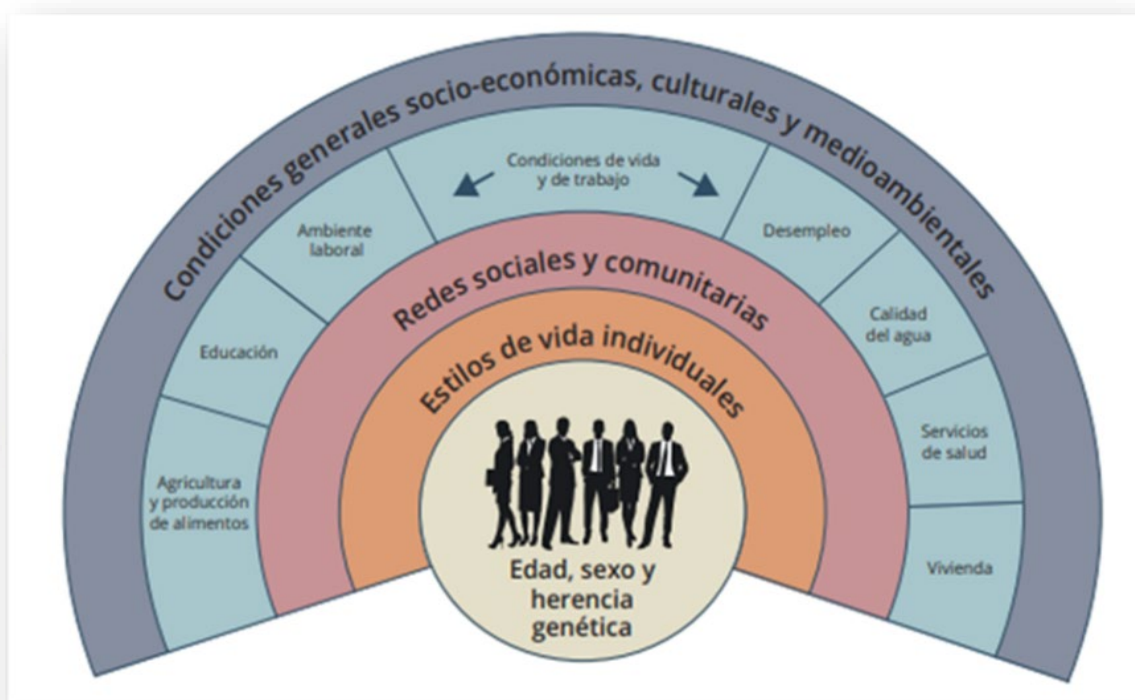 Condiciones generales socio-económicas, culturales y medioambientales
Condiciones de vida
y de trabajo
Ambiente
laboral
Desempleo
Educación
Calidad
del agua
Agricultura
y producción
de alimentos
Servicios
de salud
Vivienda
Redes sociales y comunitarias
Estilos de vida individuales
Edad, sexo y
herencia
genética